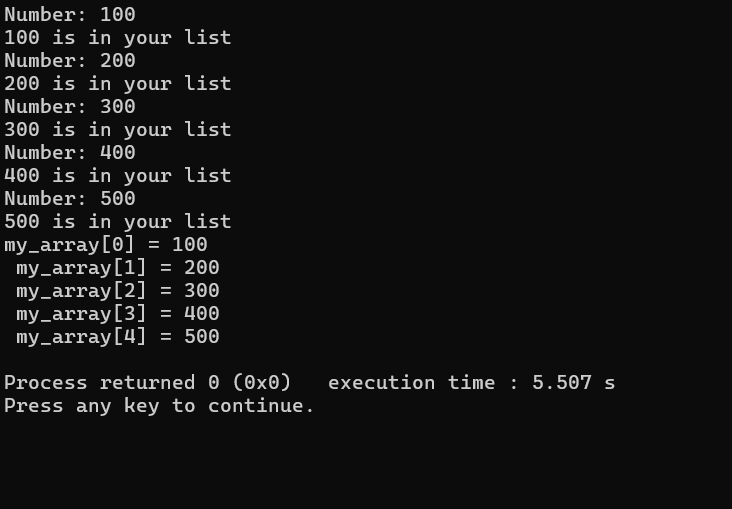 Number: 100
100 is in your list
Number: 200
200 is in your list
Number: 300
300 is in your list
Number: 400
400 is in your list
Number: 500
500 is in your list
my_array[0] = 100
 my_array[1] = 200
 my_array[2] = 300
 my_array[3] = 400
 my_array[4] = 500

Process returned 0 (0x0)   execution time : 5.507 s
Press any key to continue.